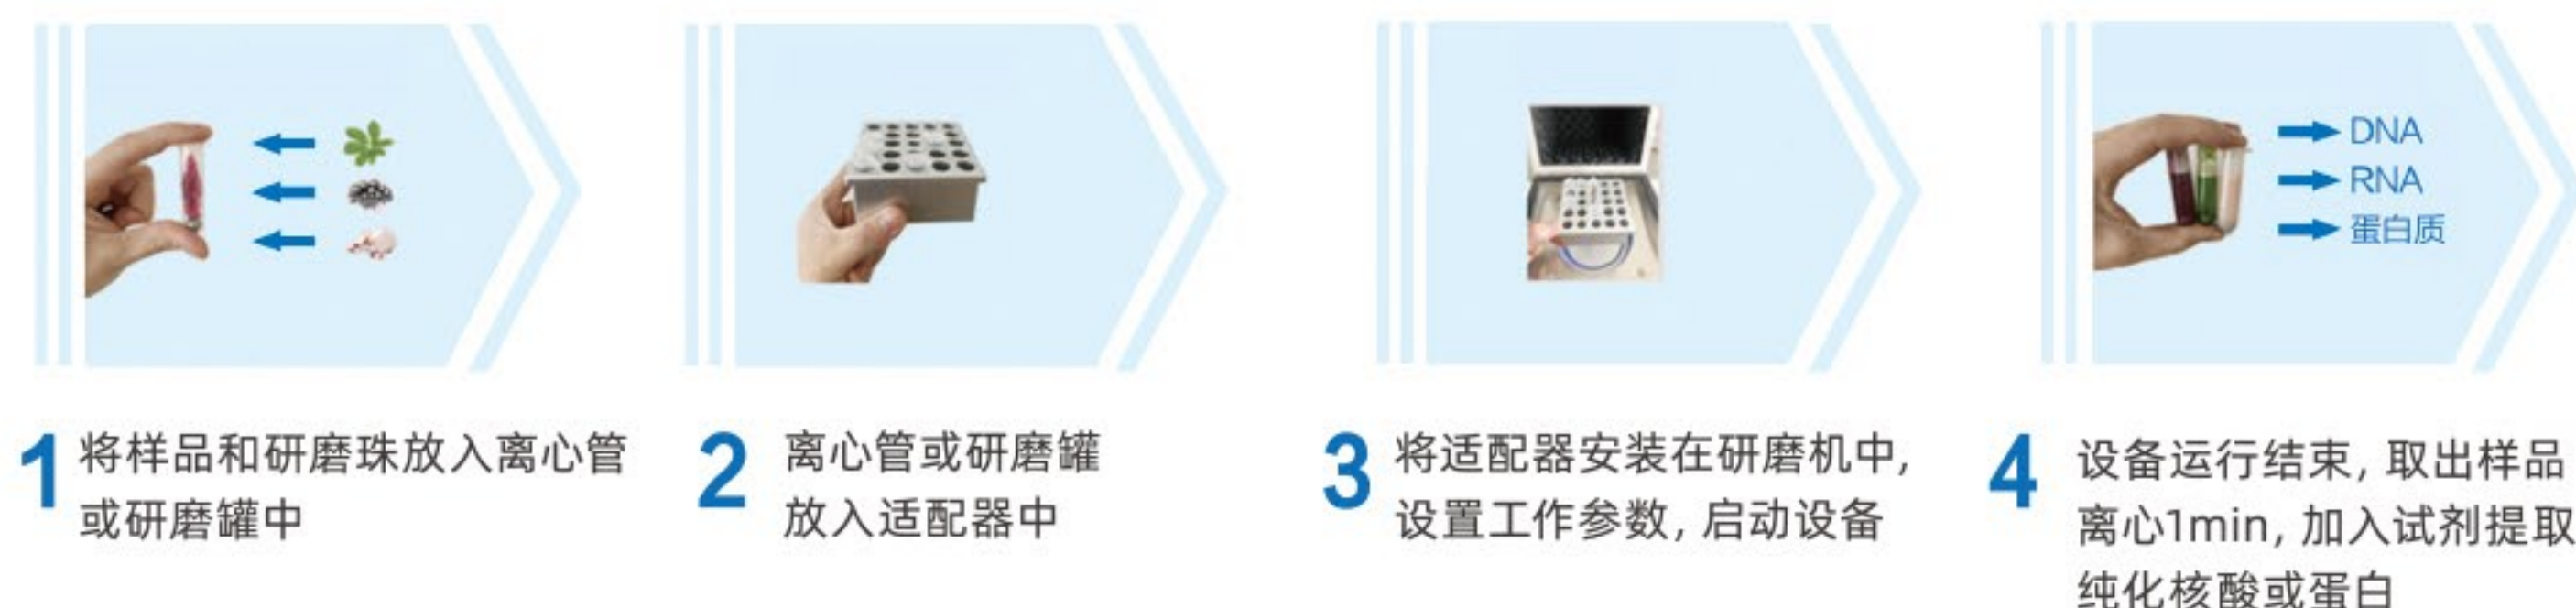 DNA
RNA
蛋白质
1 将样品和研磨珠放入离心管
或研磨罐中
2 离心管或研磨罐
放入适配器中
3 将适配器安装在研磨机中,
设置工作参数, 启动设备
4 设备运行结束, 取出样品
离心1min, 加入试剂提取
纯化核酸或蛋白